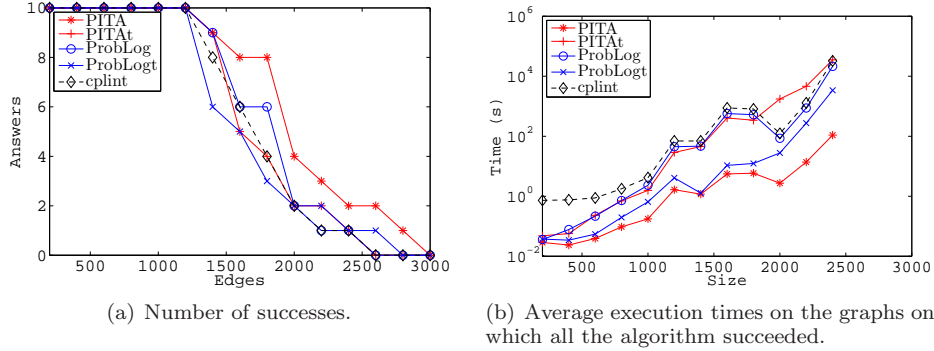 10
8
6
4
2
0
Answers
500
1000
1500
2000
2500
3000
Edges
PITA
PITAt
ProbLog
ProbLogt
cplint
(a) Number of successes.
10^6
10^4
10^2
10^0
10^-2
Time (s)
500
1000
1500
2000
2500
3000
Size
PITA
PITAt
ProbLog
ProbLogt
cplint
(b) Average execution times on the graphs on
which all the algorithm succeeded.